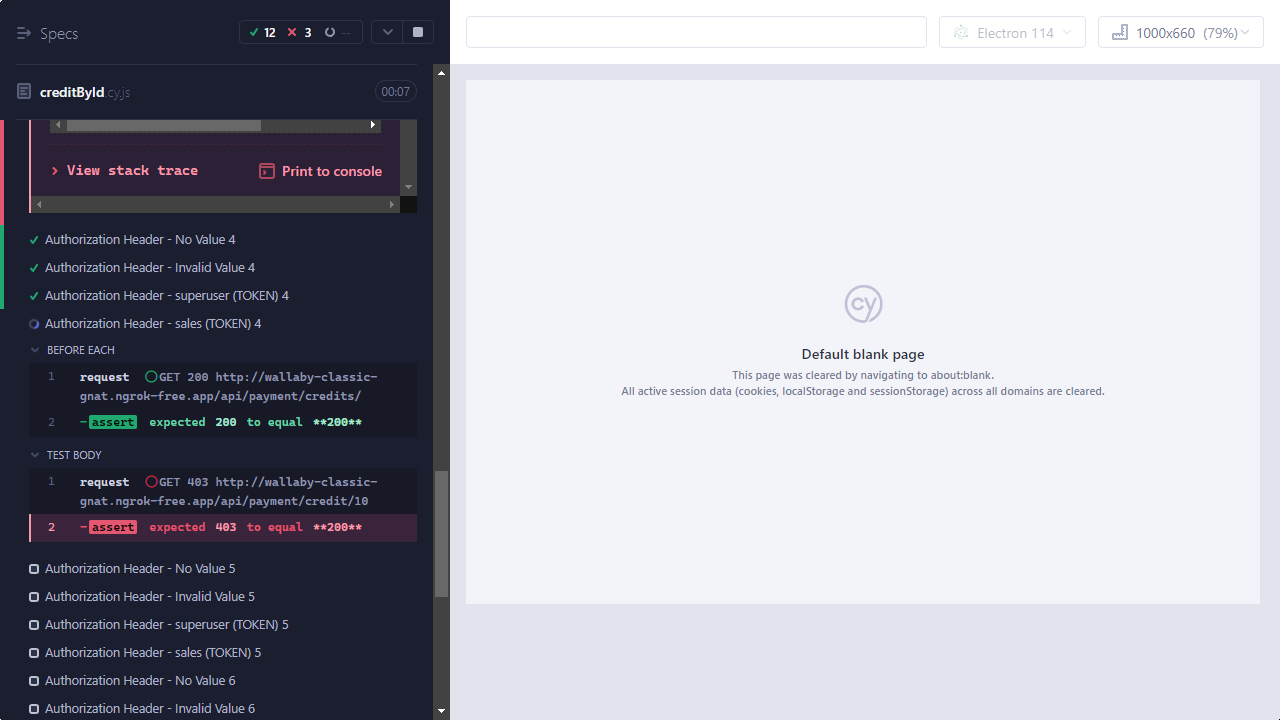 Specs
12 3 --
creditById.cy.js
00:07
View stack trace
Print to console
Authorization Header - No Value 4
Authorization Header - Invalid Value 4
Authorization Header - superuser (TOKEN) 4
Authorization Header - sales (TOKEN) 4
BEFORE EACH
1 request GET 200 http://wallaby-classic-
gnat.ngrok-free.app/api/payment/credits/
2 -assert expected 200 to equal **200**
TEST BODY
1 request GET 403 http://wallaby-classic-
gnat.ngrok-free.app/api/payment/credit/10
2 -assert expected 403 to equal **200**
Authorization Header - No Value 5
Authorization Header - Invalid Value 5
Authorization Header - superuser (TOKEN) 5
Authorization Header - sales (TOKEN) 5
Authorization Header - No Value 6
Authorization Header - Invalid Value 6
Electron 114
1000x660 (79%)
cy
Default blank page
This page was cleared by navigating to about:blank.
All active session data (cookies, localStorage and sessionStorage) across all domains are cleared.